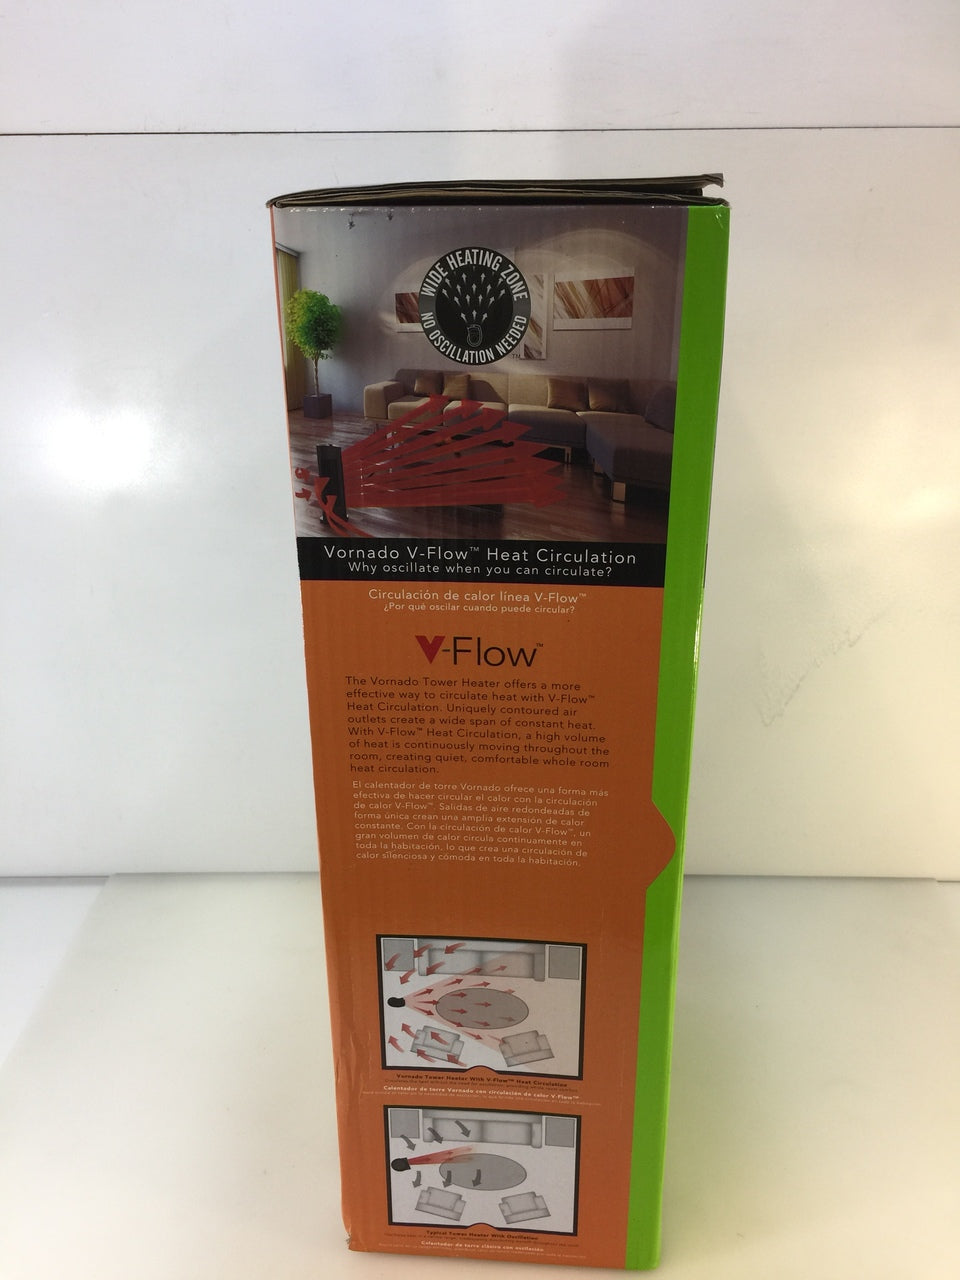 WIDE HEATING ZONE
NO OSCILLATION NEEDED
TM
Vornado V-Flow™ Heat Circulation
Why oscillate when you can circulate?
Circulación de calor línea V-Flow™
¿Por qué oscilar cuando puede circular?
V-Flow™
The Vornado Tower Heater offers a more
effective way to circulate heat with V-Flow™
Heat Circulation. Uniquely contoured air
outlets create a wide span of constant heat.
With V-Flow™ Heat Circulation, a high volume
of heat is continuously moving throughout the
room, creating quiet, comfortable whole room
heat circulation.
El calentador de torre Vornado ofrece una forma más
efectiva de hacer circular el calor con la circulación
de calor V-Flow™. Salidas de aire redondeadas de
forma única crean una amplia extensión de calor
constante. Con la circulación de calor V-Flow™, un
gran volumen de calor circula continuamente en
toda la habitación, lo que crea una circulación de
calor silenciosa y cómoda en toda la habitación.
Vornado Tower Heater With V-Flow™ Heat Circulation
Calentador de torre Vornado con circulación de calor V-Flow™
Typical Tower Heater With Oscillation
Calentador de torre clásico con oscilación